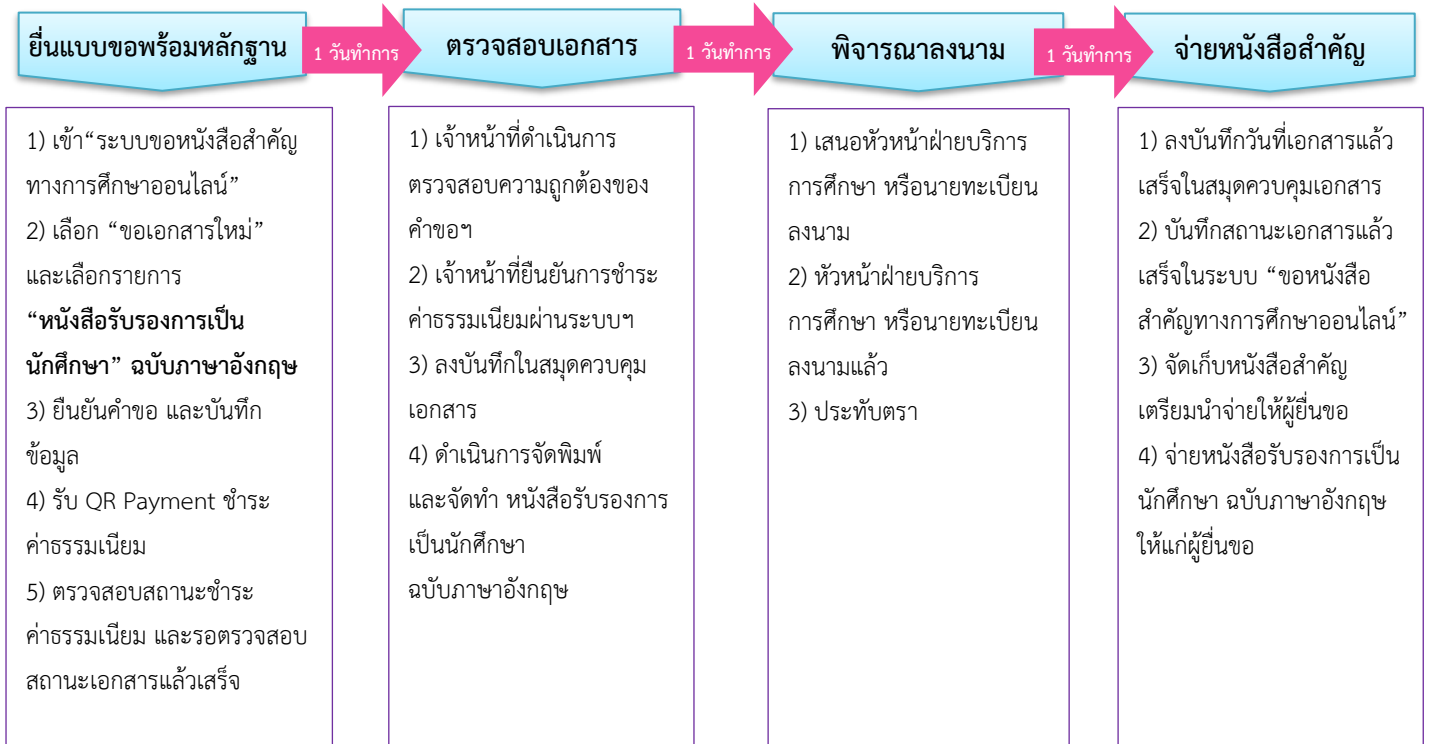 ยื่นแบบขอพร้อมหลักฐาน
1 วันทำการ
ตรวจสอบเอกสาร
1 วันทำการ
พิจารณาลงนาม
1 วันทำการ
จ่ายหนังสือสำคัญ
1) เข้า“ระบบขอหนังสือสำคัญ
ทางการศึกษาออนไลน์”
2) เลือก “ขอเอกสารใหม่”
และเลือกรายการ
“หนังสือรับรองการเป็น
นักศึกษา” ฉบับภาษาอังกฤษ
3) ยืนยันคำขอ และบันทึก
ข้อมูล
4) รับ QR Payment ชำระ
ค่าธรรมเนียม
5) ตรวจสอบสถานะชำระ
ค่าธรรมเนียม และรอตรวจสอบ
สถานะเอกสารแล้วเสร็จ
1) เจ้าหน้าที่ดำเนินการ
ตรวจสอบความถูกต้องของ
คำขอฯ
2) เจ้าหน้าที่ยืนยันการชำระ
ค่าธรรมเนียมผ่านระบบฯ
3) ลงบันทึกในสมุดควบคุม
เอกสาร
4) ดำเนินการจัดพิมพ์
และจัดทำ หนังสือรับรองการ
เป็นนักศึกษา
ฉบับภาษาอังกฤษ
1) เสนอหัวหน้าฝ่ายบริการ
การศึกษา หรือนายทะเบียน
ลงนาม
2) หัวหน้าฝ่ายบริการ
การศึกษา หรือนายทะเบียน
ลงนามแล้ว
3) ประทับตรา
1) ลงบันทึกวันที่เอกสารแล้ว
เสร็จในสมุดควบคุมเอกสาร
2) บันทึกสถานะเอกสารแล้ว
เสร็จในระบบ “ขอหนังสือ
สำคัญทางการศึกษาออนไลน์”
3) จัดเก็บหนังสือสำคัญ
เตรียมนำจ่ายให้ผู้ยื่นขอ
4) จ่ายหนังสือรับรองการเป็น
นักศึกษา ฉบับภาษาอังกฤษ
ให้แก่ผู้ยื่นขอ